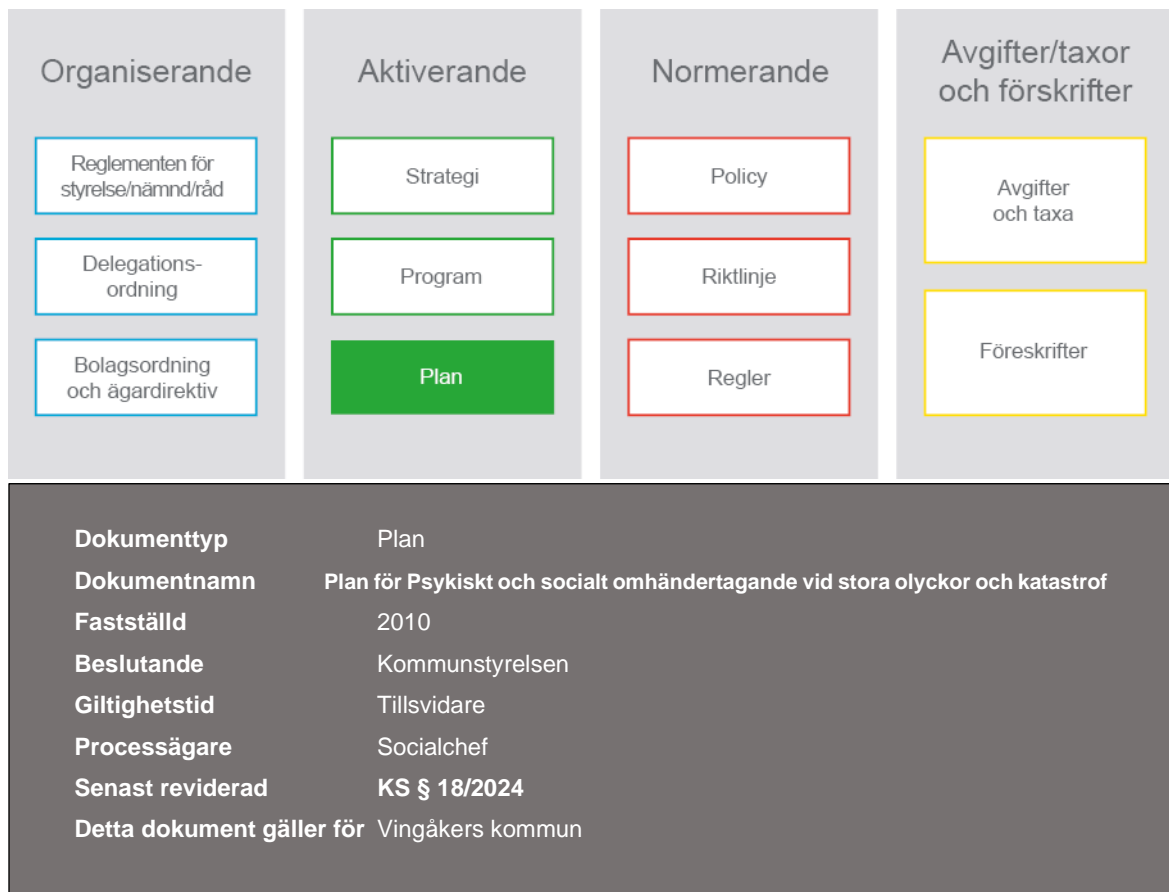 Organiserande
Reglementen för
styrelse/nämnd/råd
Delegations-
ordning
Bolagsordning
och ägardirektiv
Aktiverande
Strategi
Program
Plan
Normerande
Policy
Riktlinje
Regler
Avgifter/taxor
och förskrifter
Avgifter
och taxa
Föreskrifter
Dokumenttyp Plan
Dokumentnamn Plan för Psykiskt och socialt omhändertagande vid stora olyckor och katastrof
Fastställd 2010
Beslutande Kommunstyrelsen
Giltighetstid Tillsvidare
Processägare Socialchef
Senast reviderad KS § 18/2024
Detta dokument gäller för Vingåkers kommun